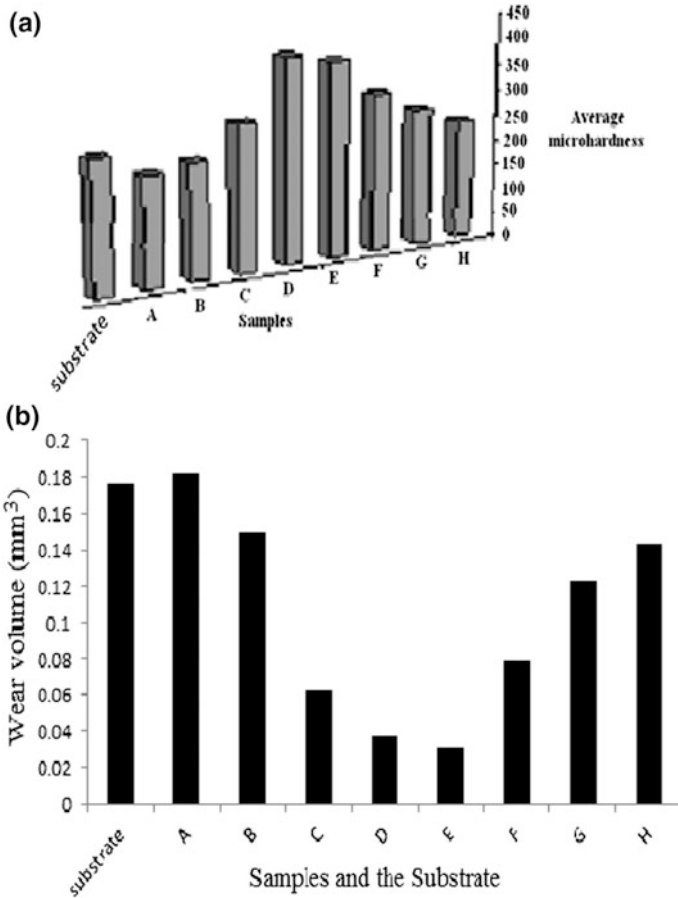 (a)
450
400
350
300
250
200
150
100
50
0
Average
microhardness
substrate
A
B
C
D
E
F
G
H
Samples
(b)
Wear volume (mm³)
0.2
0.18
0.16
0.14
0.12
0.1
0.08
0.06
0.04
0.02
0
substrate
A
B
C
D
E
F
G
H
Samples and the Substrate